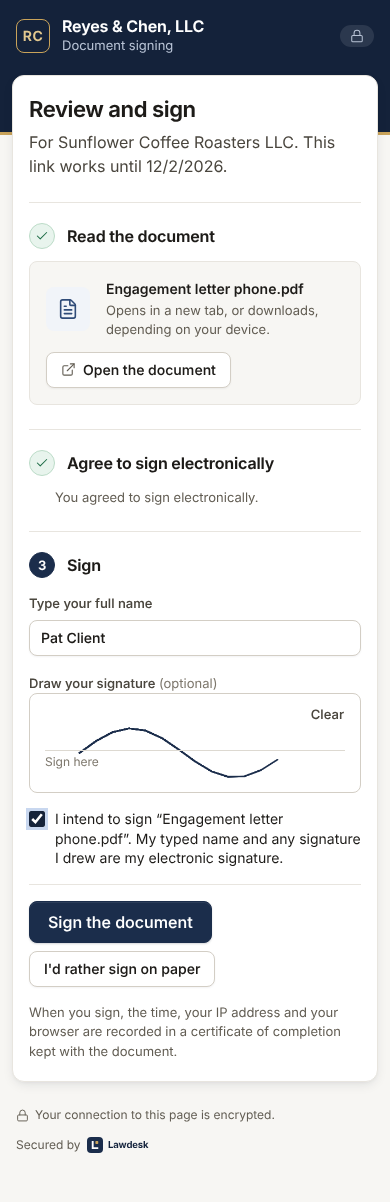 RC
Reyes & Chen, LLC
Document signing
Review and sign
For Sunflower Coffee Roasters LLC. This
link works until 12/2/2026.
Read the document
Engagement letter phone.pdf
Opens in a new tab, or downloads,
depending on your device.
Open the document
Agree to sign electronically
You agreed to sign electronically.
3 Sign
Type your full name
Pat Client
Draw your signature (optional)
Clear
Sign here
I intend to sign “Engagement letter
phone.pdf”. My typed name and any signature
I drew are my electronic signature.
Sign the document
I'd rather sign on paper
When you sign, the time, your IP address and your
browser are recorded in a certificate of completion
kept with the document.
Your connection to this page is encrypted.
Secured by L Lawdesk